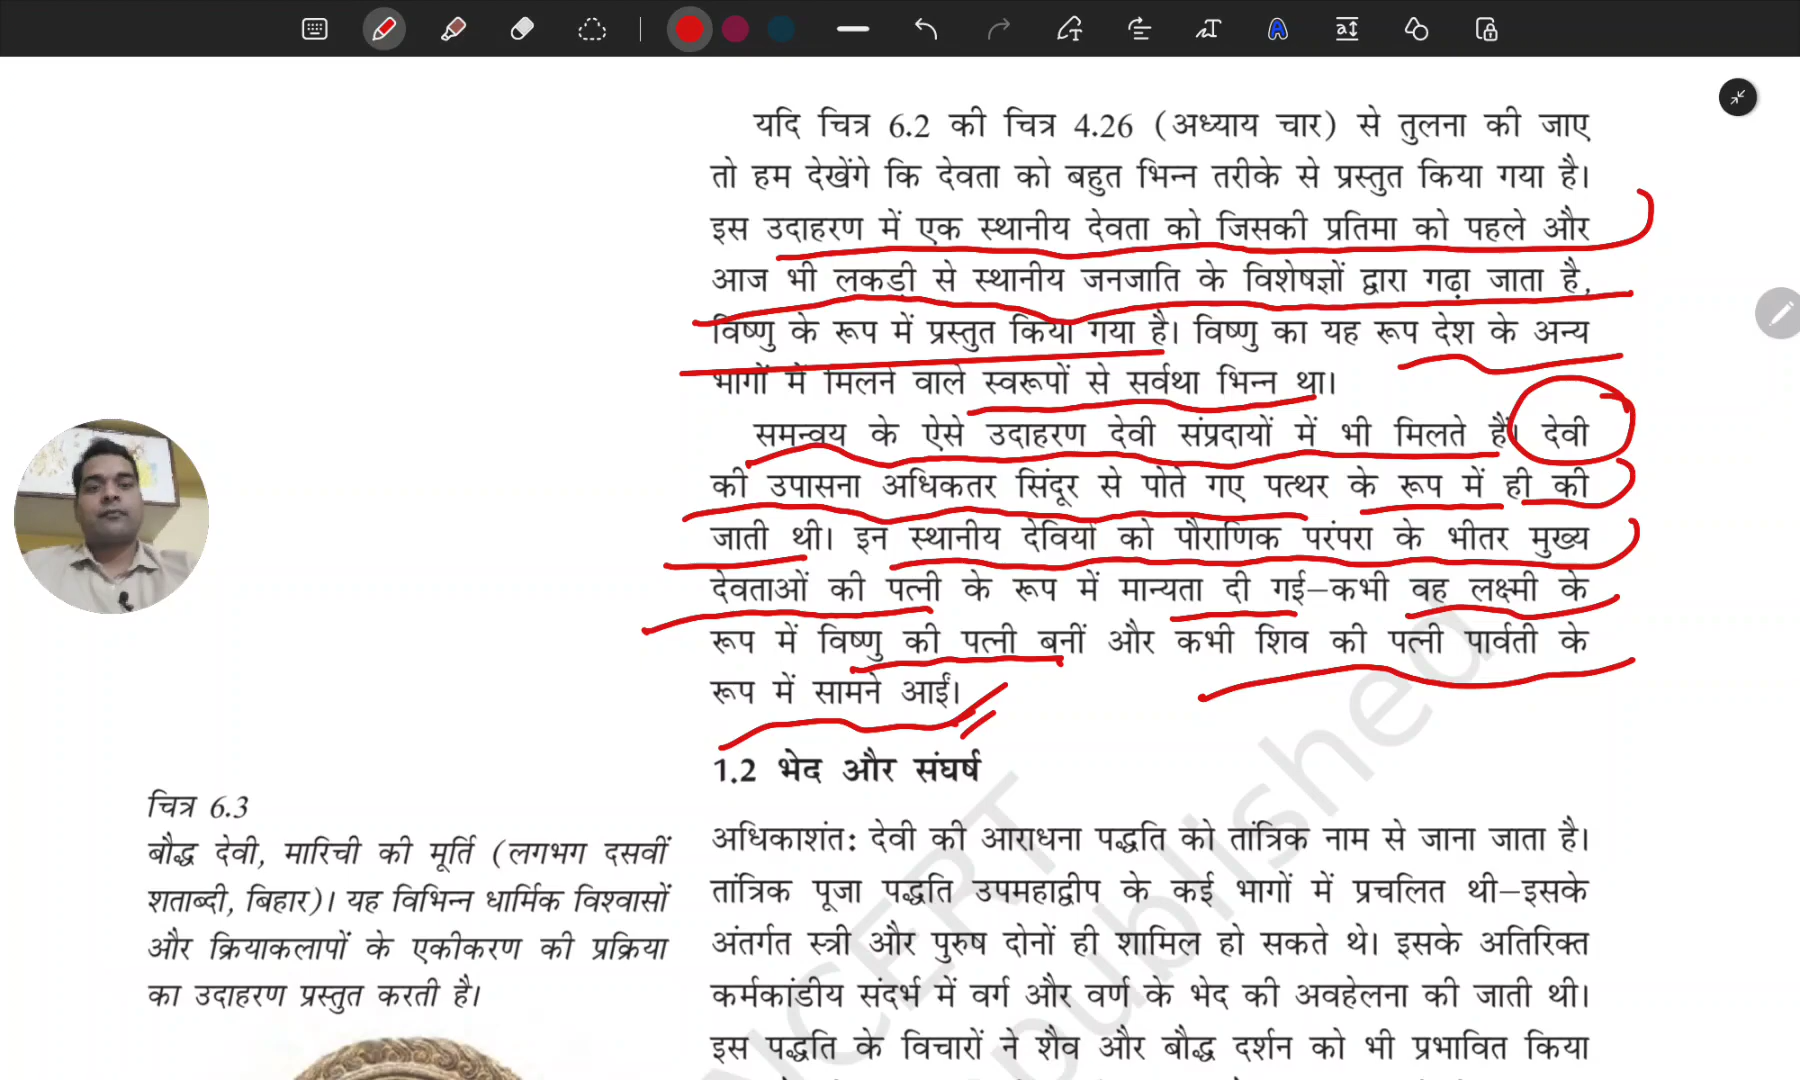 यदि चित्र 6.2 की चित्र 4.26 (अध्याय चार) से तुलना की जाए
तो हम देखेंगे कि देवता को बहुत भिन्न तरीके से प्रस्तुत किया गया है।
इस उदाहरण में एक स्थानीय देवता को जिसकी प्रतिमा को पहले और
आज भी लकड़ी से स्थानीय जनजाति के विशेषज्ञों द्वारा गढ़ा जाता है,
विष्णु के रूप में प्रस्तुत किया गया है। विष्णु का यह रूप देश के अन्य
भागों में मिलने वाले स्वरूपों से सर्वथा भिन्न था।
समन्वय के ऐसे उदाहरण देवी संप्रदायों में भी मिलते हैं। देवी
की उपासना अधिकतर सिंदूर से पोते गए पत्थर के रूप में ही की
जाती थी। इन स्थानीय देवियों को पौराणिक परंपरा के भीतर मुख्य
देवताओं की पत्नी के रूप में मान्यता दी गई–कभी वह लक्ष्मी के
रूप में विष्णु की पत्नी बनीं और कभी शिव की पत्नी पार्वती के
रूप में सामने आईं।
1.2 भेद और संघर्ष
अधिकाशंत: देवी की आराधना पद्धति को तांत्रिक नाम से जाना जाता है।
तांत्रिक पूजा पद्धति उपमहाद्वीप के कई भागों में प्रचलित थी–इसके
अंतर्गत स्त्री और पुरुष दोनों ही शामिल हो सकते थे। इसके अतिरिक्त
कर्मकांडीय संदर्भ में वर्ग और वर्ण के भेद की अवहेलना की जाती थी।
इस पद्धति के विचारों ने शैव और बौद्ध दर्शन को भी प्रभावित किया
चित्र 6.3
बौद्ध देवी, मारिची की मूर्ति (लगभग दसवीं
शताब्दी, बिहार)। यह विभिन्न धार्मिक विश्वासों
और क्रियाकलापों के एकीकरण की प्रक्रिया
का उदाहरण प्रस्तुत करती है।
NCERT
published